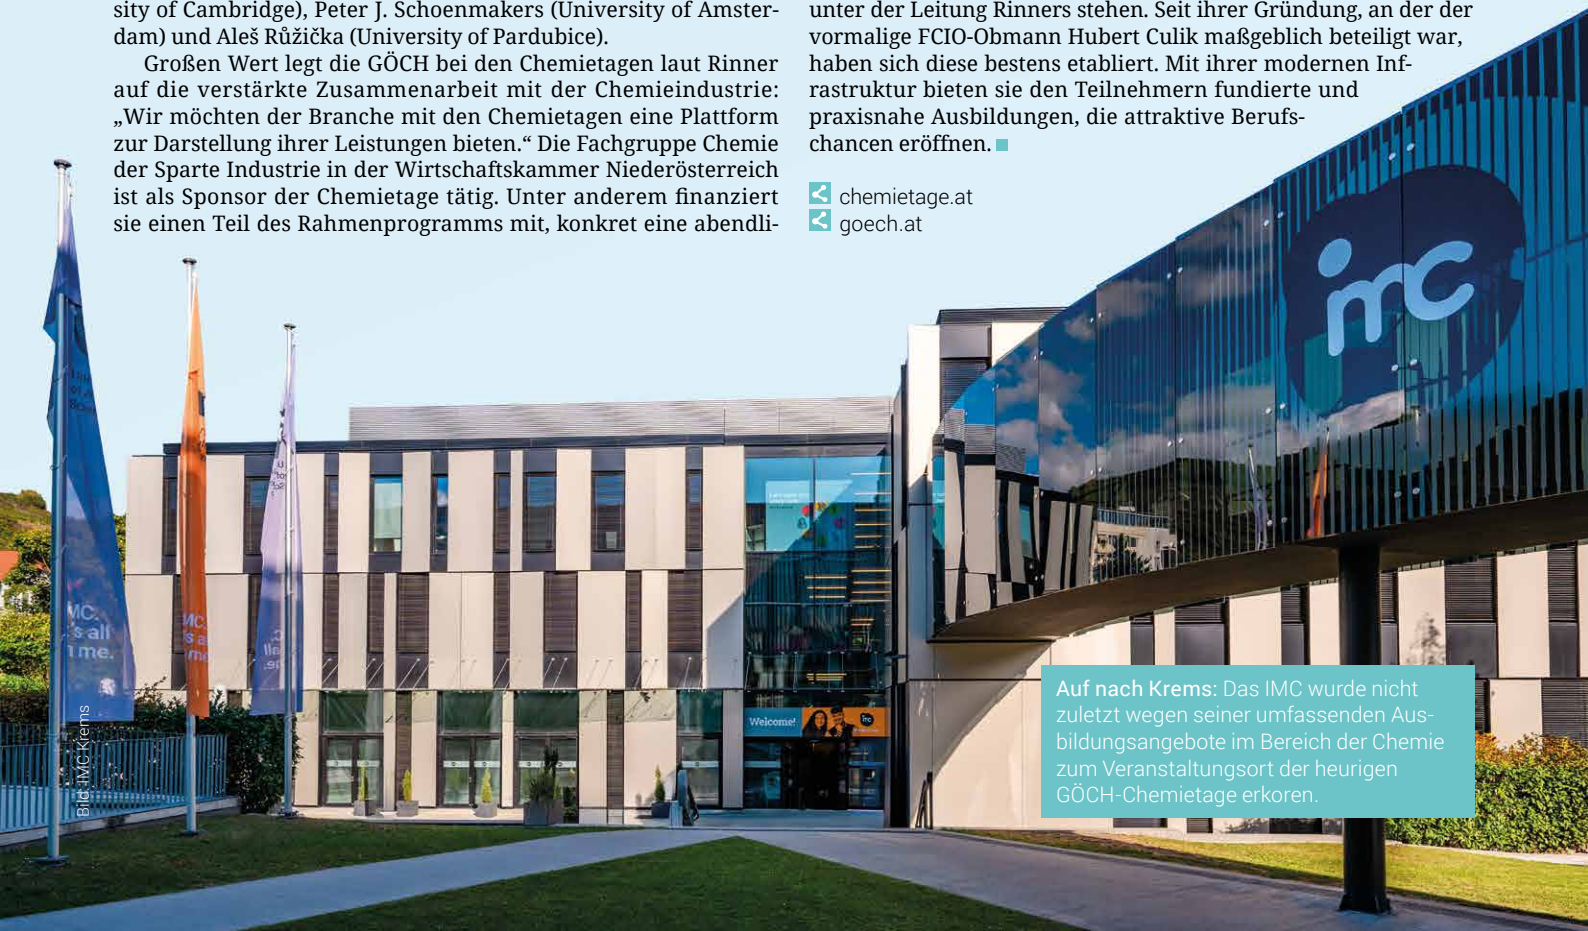 sity of Cambridge), Peter J. Schoenmakers (University of Amster-
dam) und Aleš Růžička (University of Pardubice).
Großen Wert legt die GÖCH bei den Chemietagen laut Rinner
auf die verstärkte Zusammenarbeit mit der Chemieindustrie:
„Wir möchten der Branche mit den Chemietagen eine Plattform
zur Darstellung ihrer Leistungen bieten.“ Die Fachgruppe Chemie
der Sparte Industrie in der Wirtschaftskammer Niederösterreich
ist als Sponsor der Chemietage tätig. Unter anderem finanziert
sie einen Teil des Rahmenprogramms mit, konkret eine abendli-
unter der Leitung Rinners stehen. Seit ihrer Gründung, an der der
vormalige FCIO-Obmann Hubert Culik maßgeblich beteiligt war,
haben sich diese bestens etabliert. Mit ihrer modernen Inf-
rastruktur bieten sie den Teilnehmern fundierte und
praxisnahe Ausbildungen, die attraktive Berufs-
chancen eröffnen.
chemietage.at
goech.at
imc
Welcome!
imc
Auf nach Krems: Das IMC wurde nicht
zuletzt wegen seiner umfassenden Aus-
bildungsangebote im Bereich der Chemie
zum Veranstaltungsort der heurigen
GÖCH-Chemietage erkoren.
Bild: IMC Krems